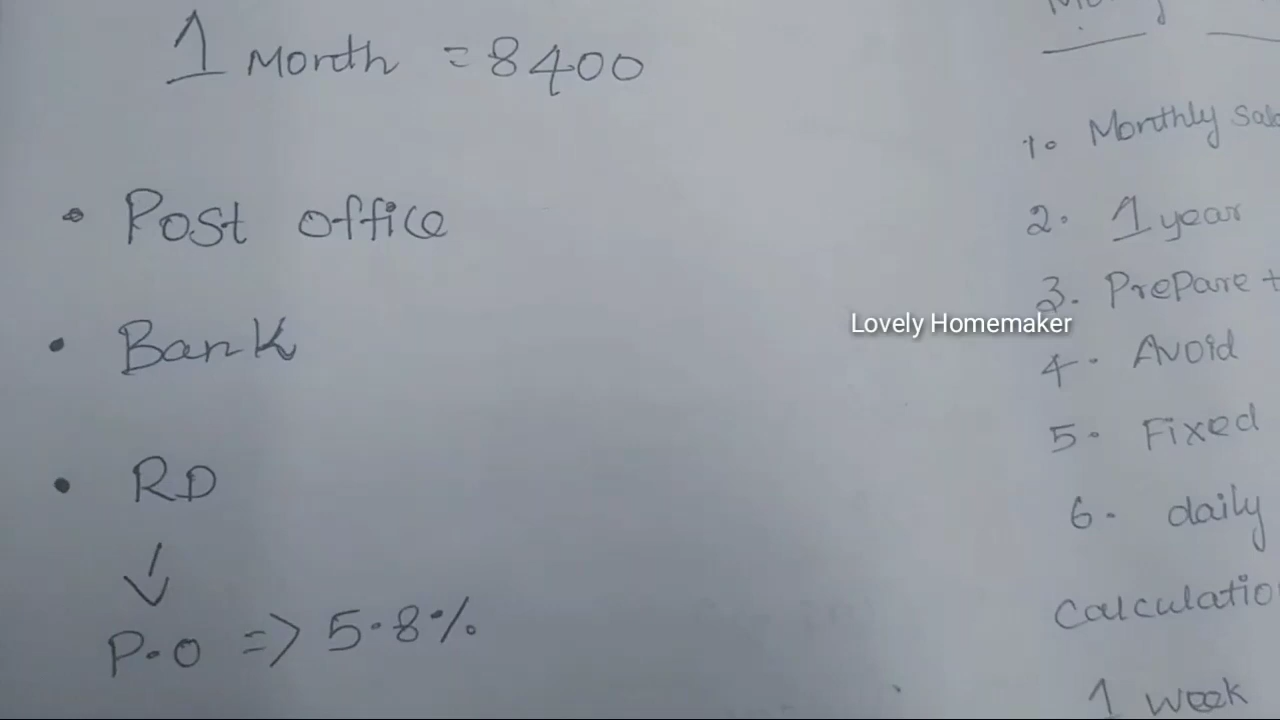 1 Month = 8400
• Post office
• Bank
• RD
↓
P.O => 5.8%
Lovely Homemaker
1. Monthly
2. 1 year
3. Prepare
4. Avoid
5. Fixed
6. daily
1 week